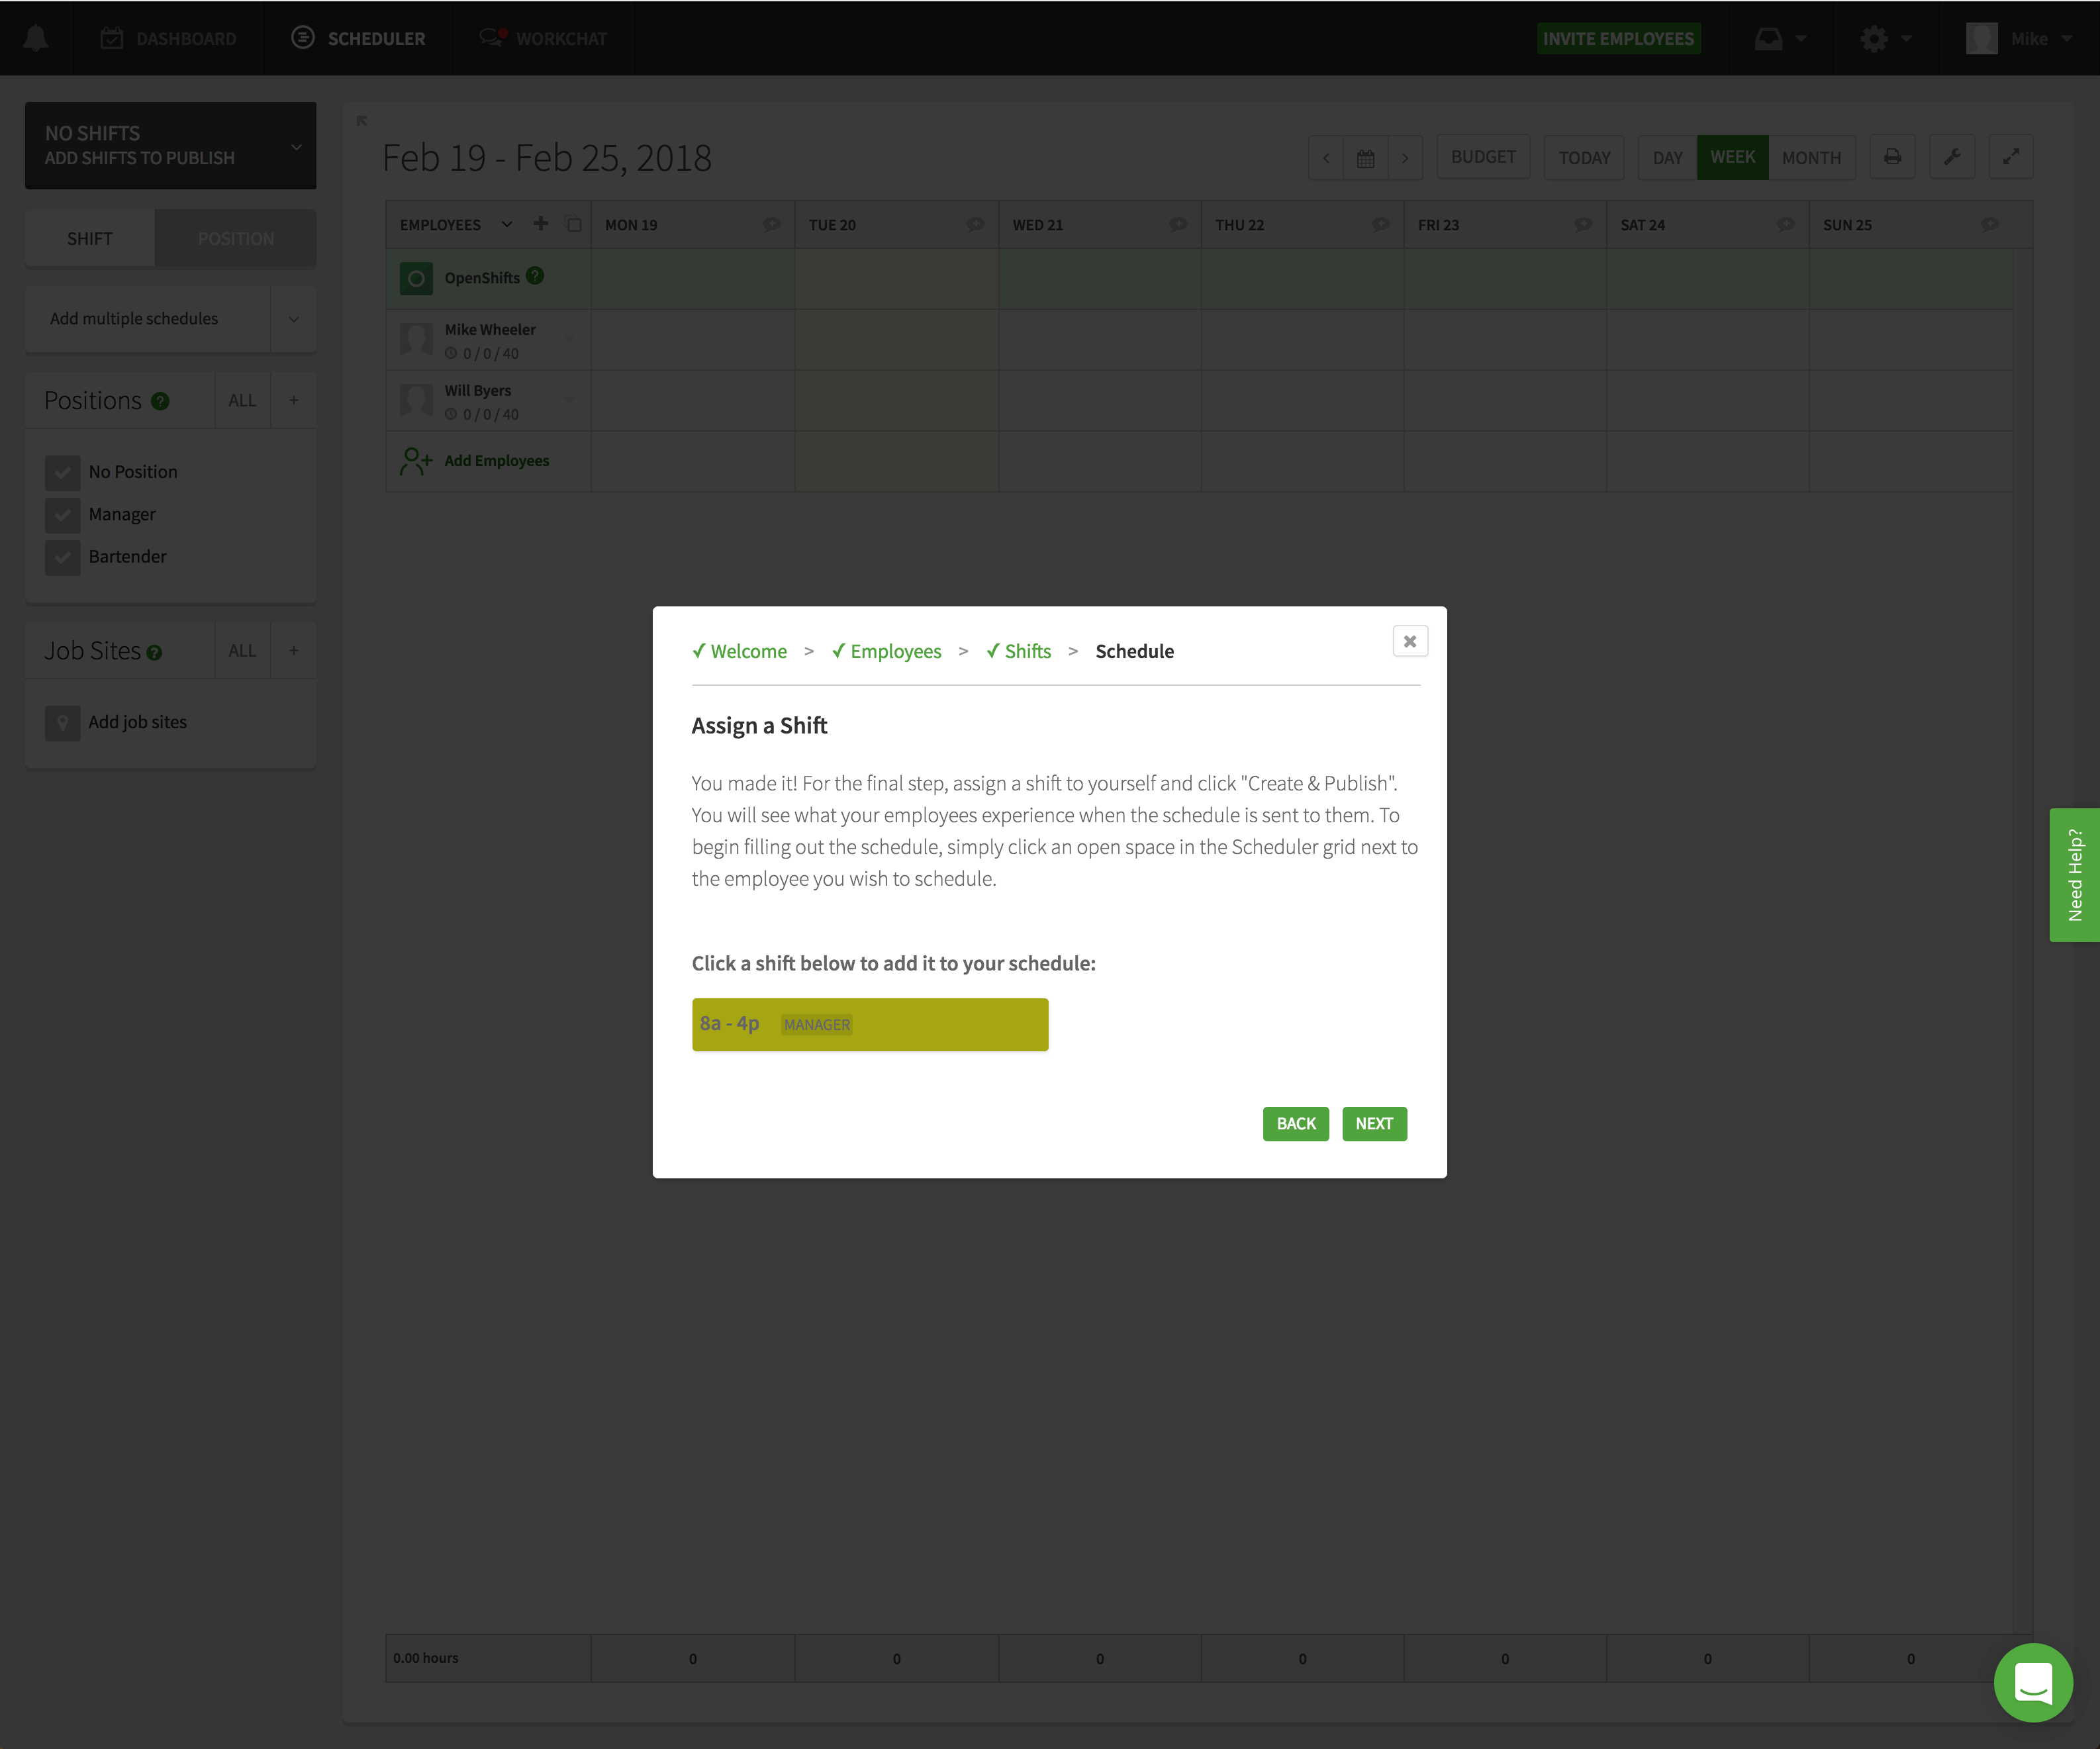 DASHBOARD
SCHEDULER
WORKCHAT
INVITE EMPLOYEES
Mike
NO SHIFTS
ADD SHIFTS TO PUBLISH
SHIFT
POSITION
Add multiple schedules
Positions ?
ALL
+
No Position
Manager
Bartender
Job Sites ?
ALL
+
Add job sites
Feb 19 - Feb 25, 2018
BUDGET
TODAY
DAY
WEEK
MONTH
EMPLOYEES
MON 19
TUE 20
WED 21
THU 22
FRI 23
SAT 24
SUN 25
OpenShifts ?
Mike Wheeler
0 / 0 / 40
Will Byers
0 / 0 / 40
Add Employees
✓ Welcome > ✓ Employees > ✓ Shifts > Schedule
Assign a Shift
You made it! For the final step, assign a shift to yourself and click "Create & Publish".
You will see what your employees experience when the schedule is sent to them. To
begin filling out the schedule, simply click an open space in the Scheduler grid next to
the employee you wish to schedule.
Click a shift below to add it to your schedule:
8a - 4p MANAGER
BACK
NEXT
Need Help?
0.00 hours
0
0
0
0
0
0
0